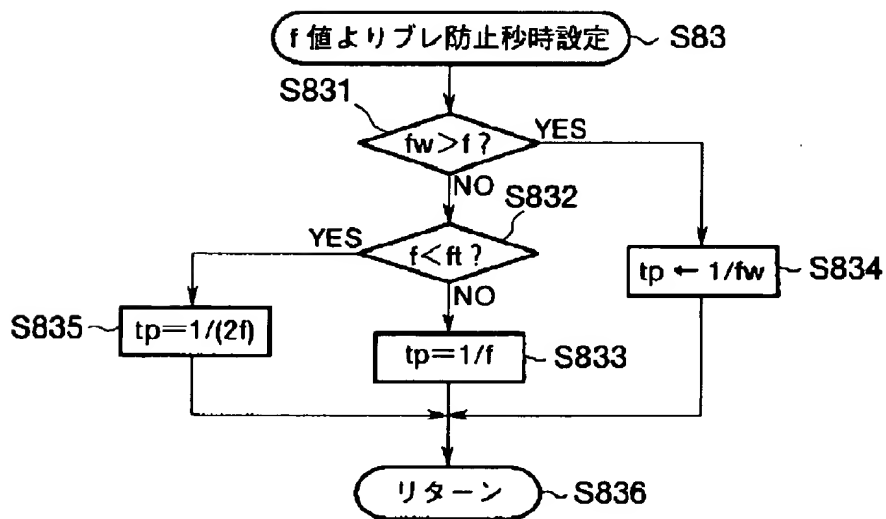 f 値よりブレ防止秒時設定
S83
S831
fw>f ?
YES
NO
S832
YES
f<ft ?
NO
tp ← 1/fw
S834
S835
tp=1/(2f)
tp=1/f
S833
リターン
S836